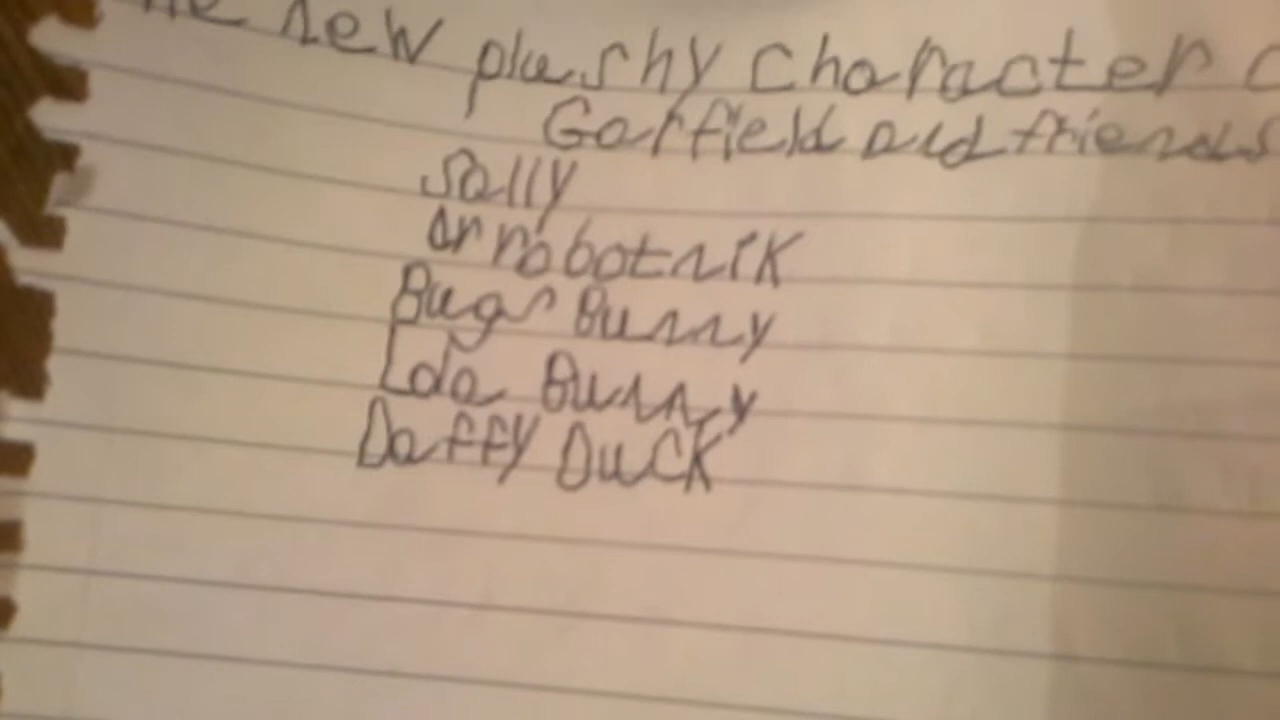 new plushy character
Garfield and friends
Sally
dr robotnik
Bugs Bunny
Lola Bunny
Daffy Duck